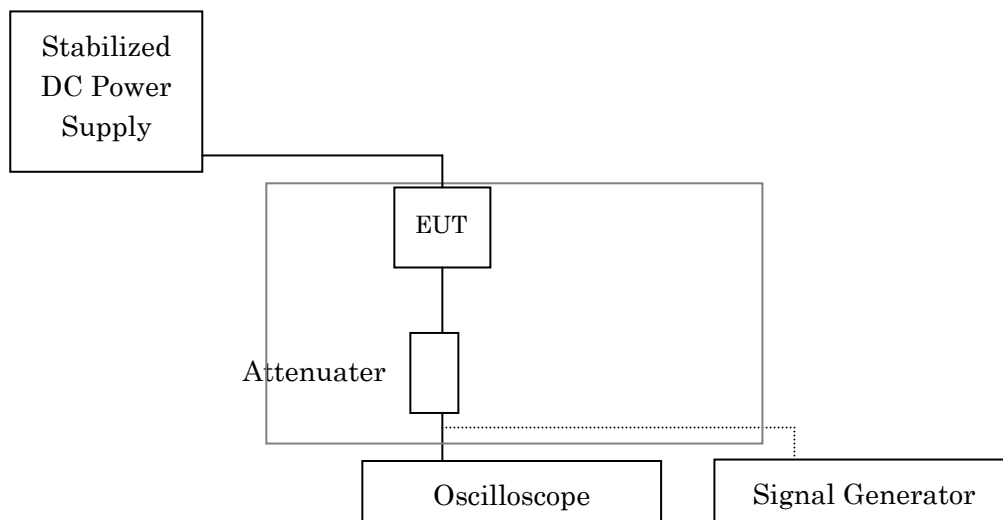 Stabilized
DC Power
Supply
EUT
Attenuater
Oscilloscope
Signal Generator